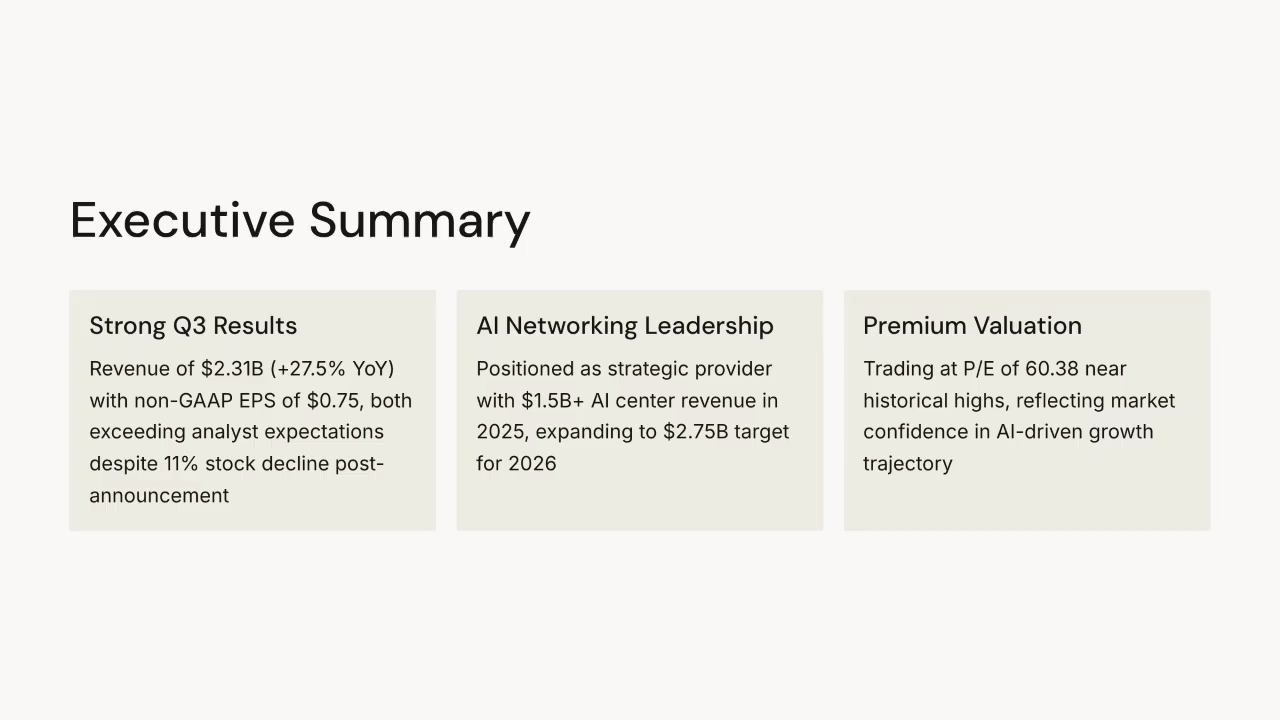 Executive Summary
Strong Q3 Results
Revenue of $2.31B (+27.5% YoY)
with non-GAAP EPS of $0.75, both
exceeding analyst expectations
despite 11% stock decline post-
announcement
AI Networking Leadership
Positioned as strategic provider
with $1.5B+ AI center revenue in
2025, expanding to $2.75B target
for 2026
Premium Valuation
Trading at P/E of 60.38 near
historical highs, reflecting market
confidence in AI-driven growth
trajectory